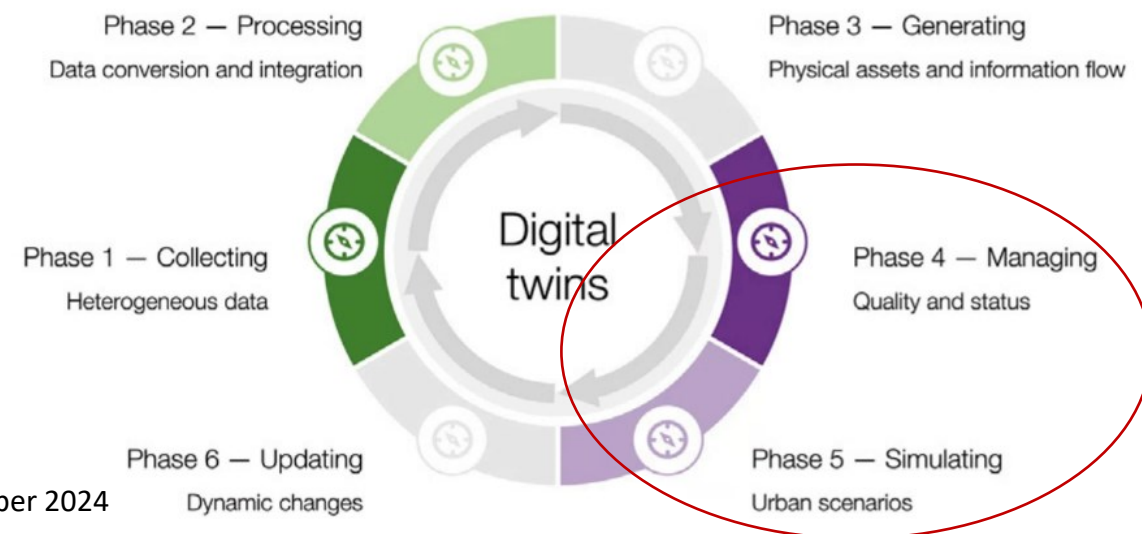 Phase 2 — Processing
Data conversion and integration
Phase 3 — Generating
Physical assets and information flow
Phase 1 — Collecting
Heterogeneous data
Digital
twins
Phase 4 — Managing
Quality and status
Phase 6 — Updating
Dynamic changes
Phase 5 — Simulating
Urban scenarios
2024